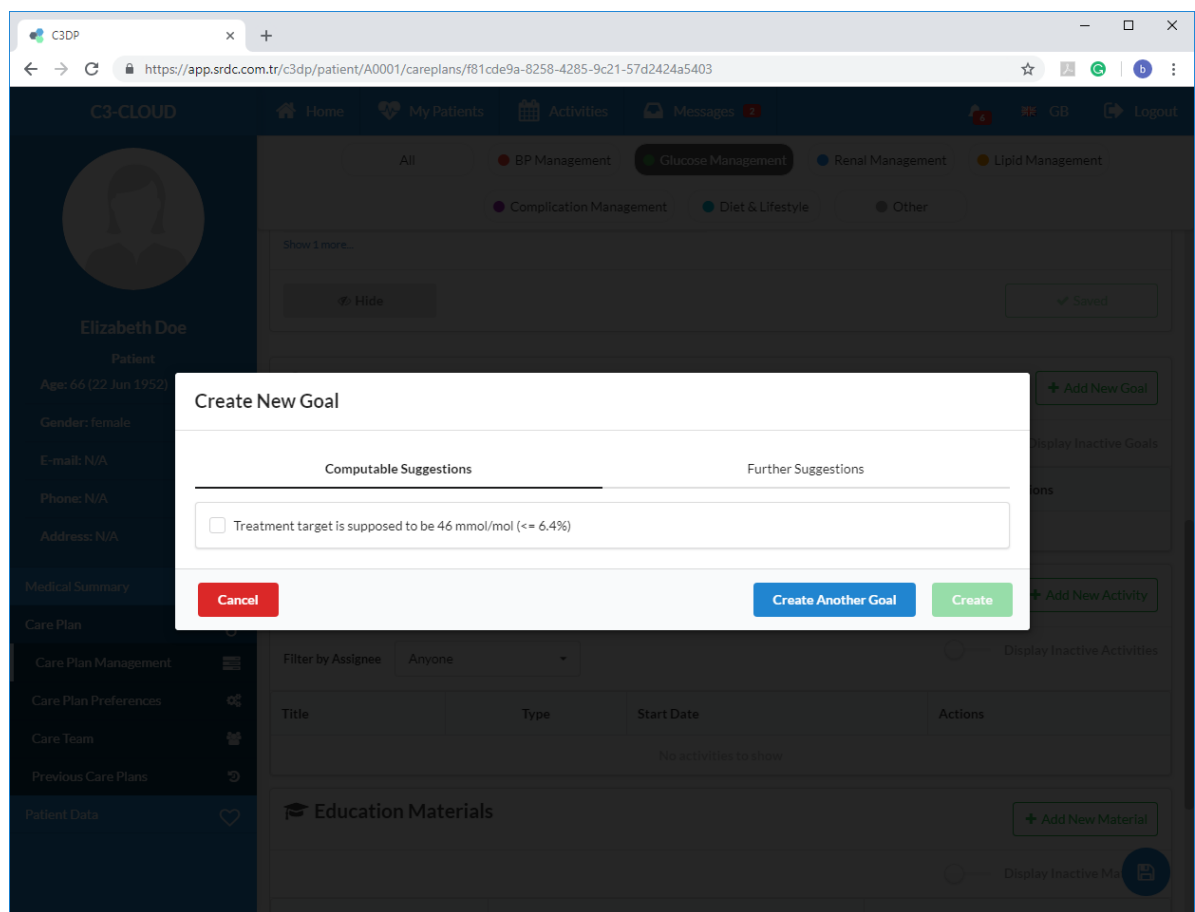 C3DP
https://app.srdc.com.tr/c3dp/patient/A0001/careplans/f81cde9a-8258-4285-9c21-57d2424a5403
b
C3-CLOUD
Home
My Patients
Activities
Messages 2
6
GB
Logout
All
BP Management
Glucose Management
Renal Management
Lipid Management
Complication Management
Diet & Lifestyle
Other
Show 1 more..
Hide
Saved
Elizabeth Doe
Patient
Age: 66 (22 Jun 1952)
Gender: female
E-mail: N/A
Phone: N/A
Address: N/A
Medical Summary
Care Plan
Care Plan Management
Care Plan Preferences
Care Team
Previous Care Plans
Patient Data
+ Add New Goal
Display Inactive Goals
ions
Create New Goal
Computable Suggestions
Further Suggestions
Treatment target is supposed to be 46 mmol/mol (<= 6.4%)
Cancel
Create Another Goal
Create
+ Add New Activity
Filter by Assignee
Anyone
Display Inactive Activities
Title
Type
Start Date
Actions
No activities to show
Education Materials
+ Add New Material
Display Inactive Ma